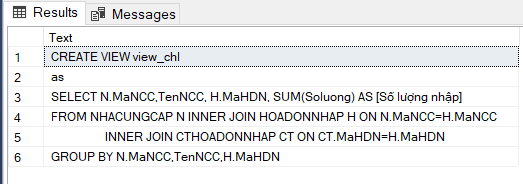 Results Messages
Text
1 CREATE VIEW view_chl
2 as
3 SELECT N.MaNCC,TenNCC, H.MaHDN, SUM(Soluong) AS [Số lượng nhập]
4 FROM NHACUNGCAP N INNER JOIN HOADONNHAP H ON N.MaNCC=H.MaNCC
5 INNER JOIN CTHOADONNHAP CT ON CT.MaHDN=H.MaHDN
6 GROUP BY N.MaNCC,TenNCC,H.MaHDN